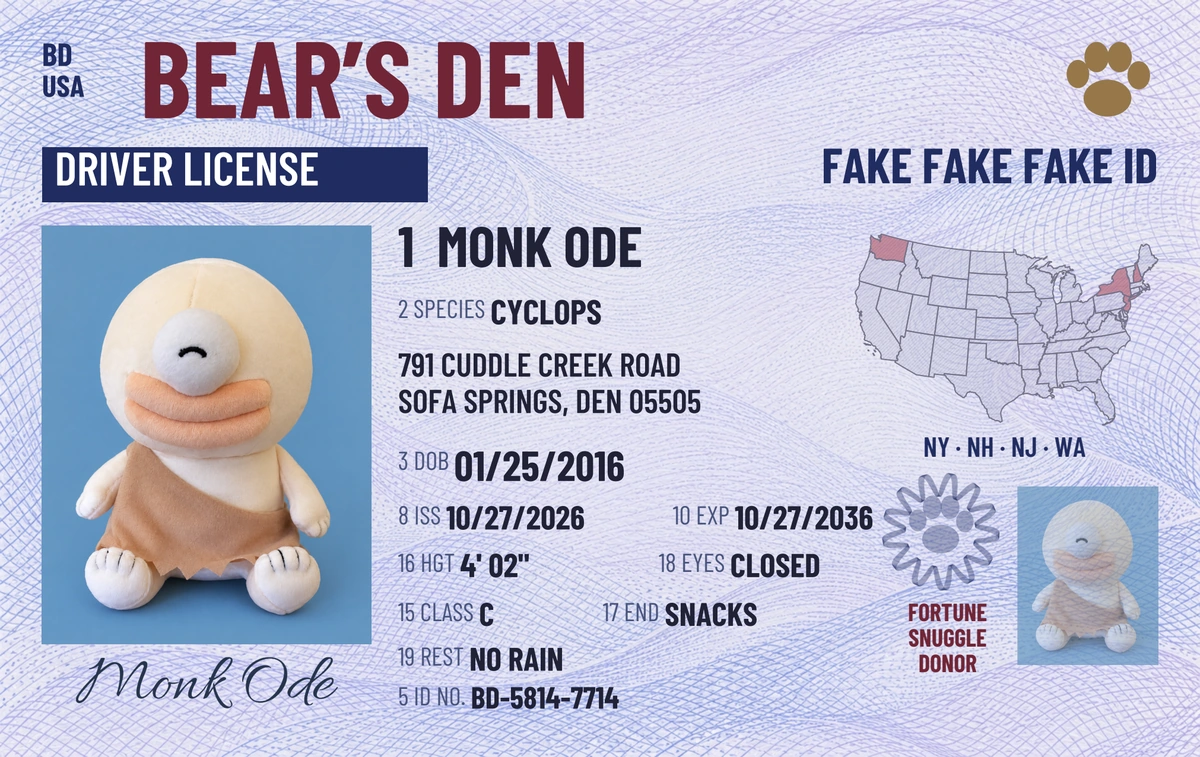 BD
USA
BEAR'S DEN
DRIVER LICENSE
FAKE FAKE FAKE ID
1 MONK ODE
2 SPECIES CYCLOPS
791 CUDDLE CREEK ROAD
SOFA SPRINGS, DEN 05505
NY · NH · NJ · WA
3 DOB 01/25/2016
8 ISS 10/27/2026 10 EXP 10/27/2036
16 HGT 4' 02" 18 EYES CLOSED
15 CLASS C 17 END SNACKS
19 REST NO RAIN
5 ID NO. BD-5814-7714
FORTUNE
SNUGGLE
DONOR
Monk Ode